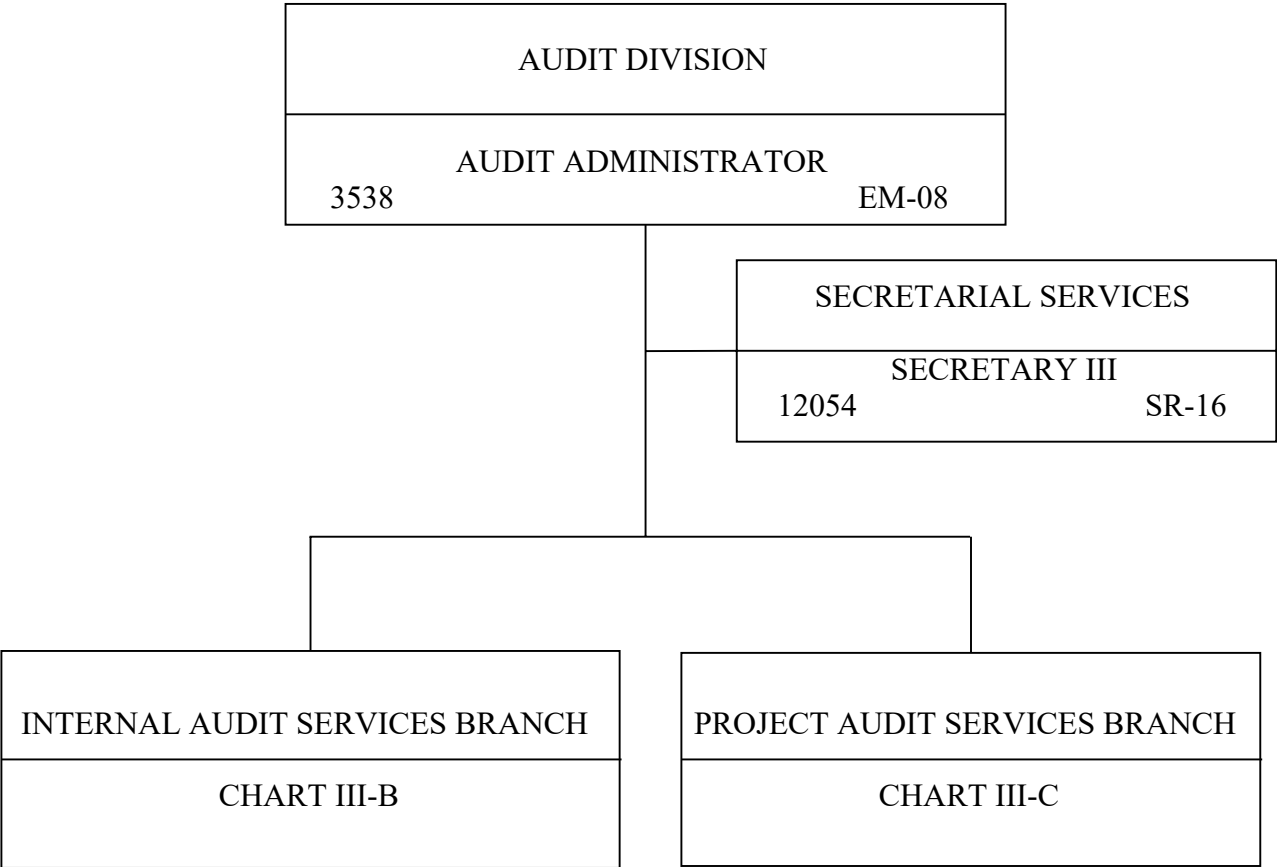 AUDIT DIVISION
AUDIT ADMINISTRATOR
3538 EM-08
SECRETARIAL SERVICES
SECRETARY III
12054 SR-16
INTERNAL AUDIT SERVICES BRANCH
CHART III-B
PROJECT AUDIT SERVICES BRANCH
CHART III-C